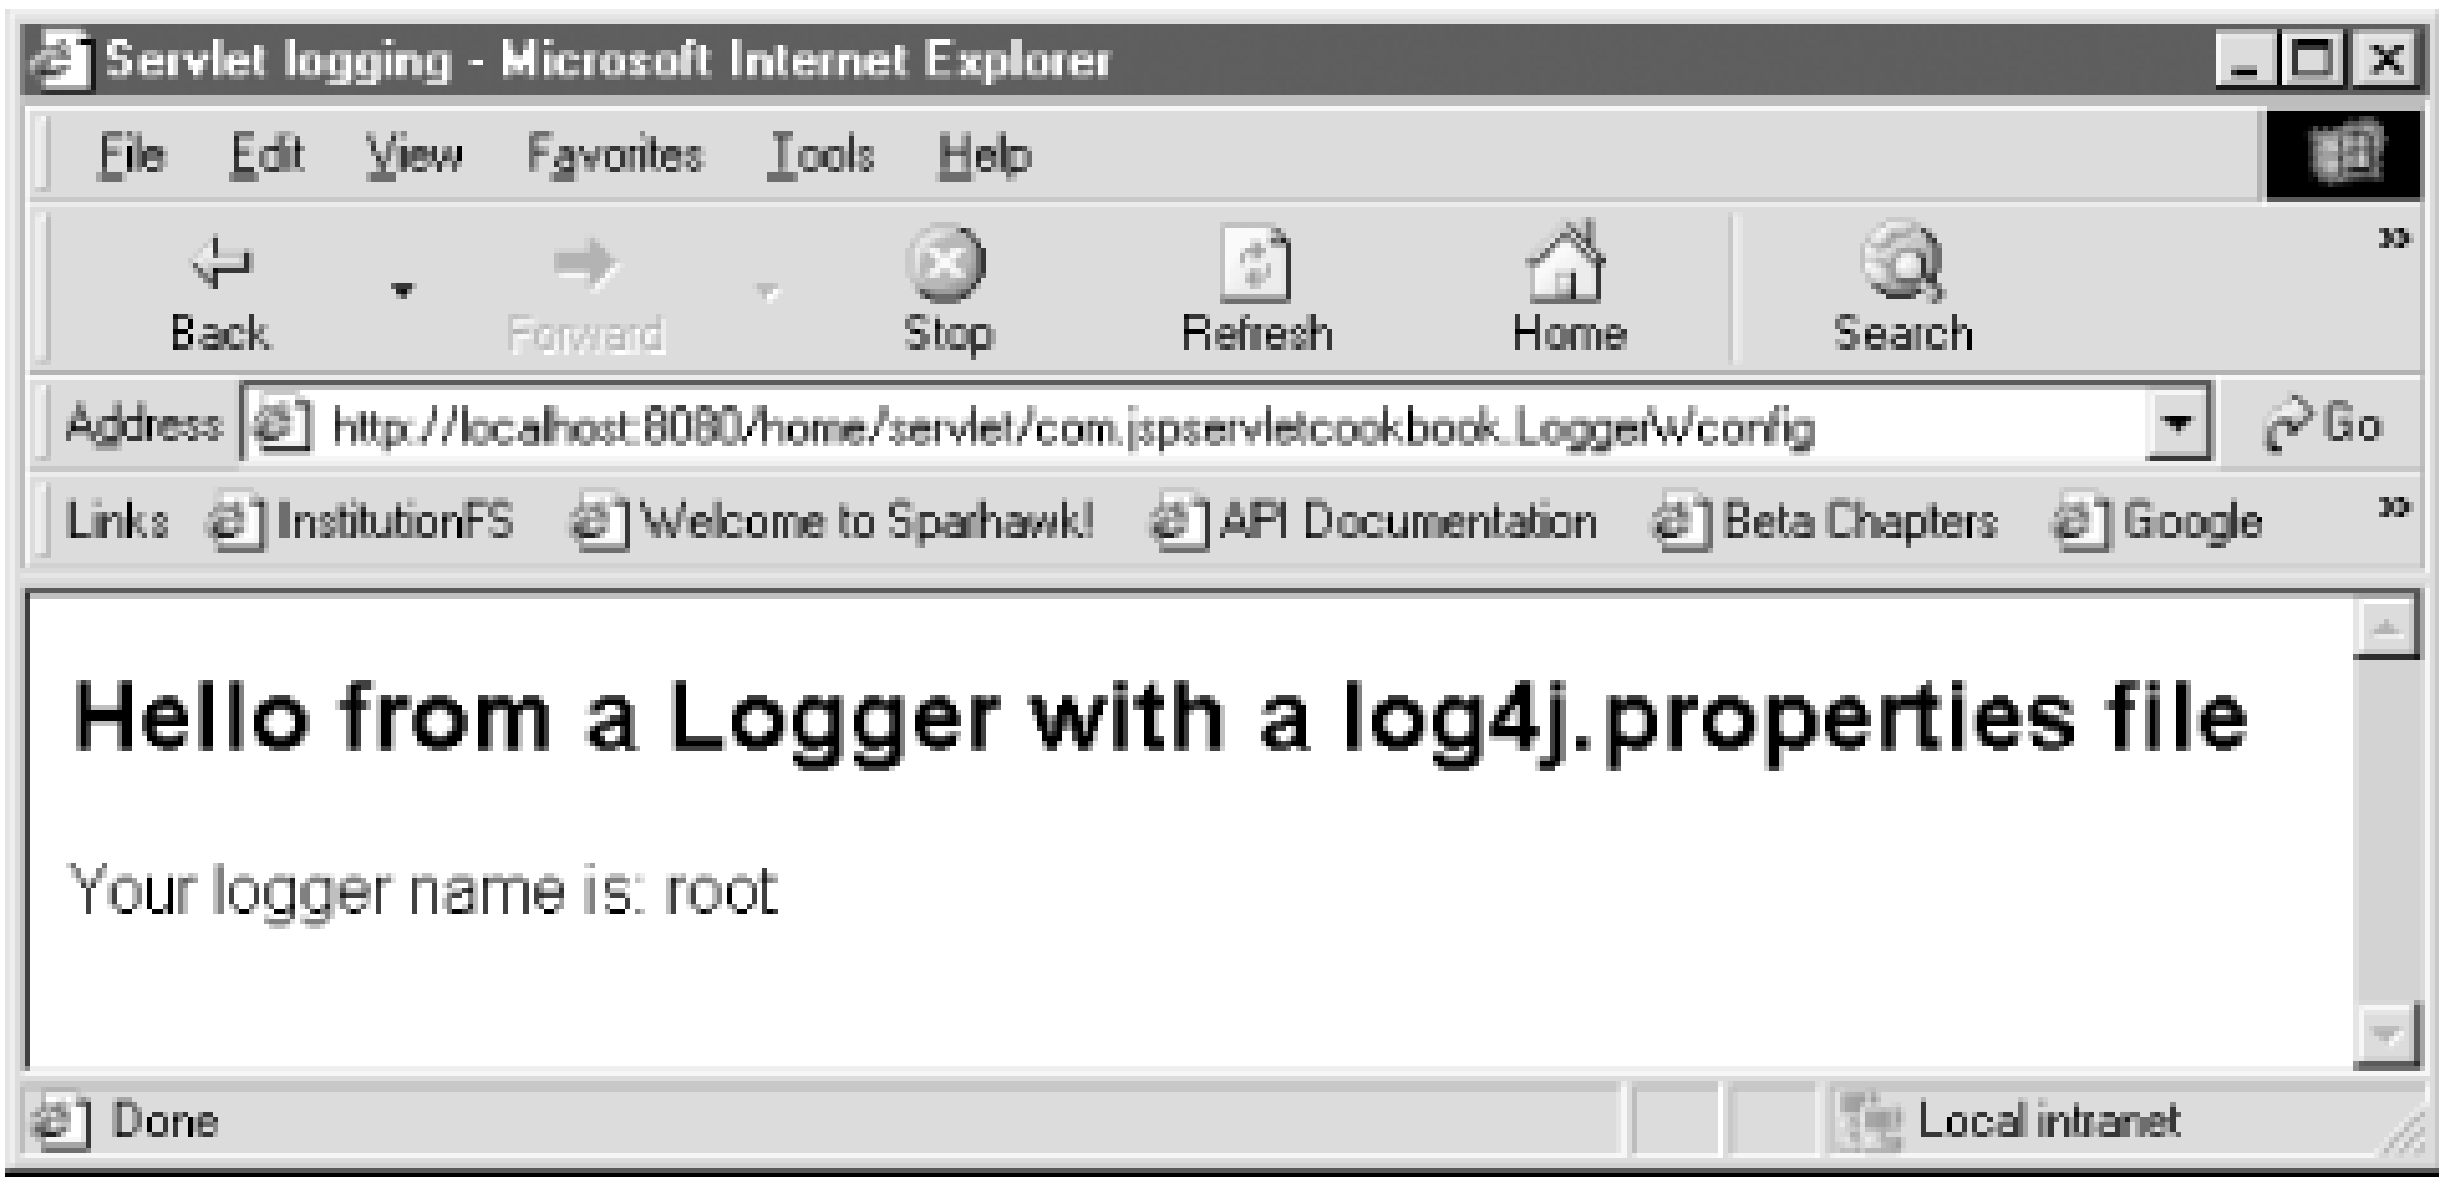 Servlet logging - Microsoft Internet Explorer
File Edit View Favorites Tools Help
Back Forward Stop Refresh Home Search
Address http://localhost:8080/home/servlet/com.jspservletcookbook.LoggerWconfig Go
Links InstitutionFS Welcome to Sparhawk! API Documentation Beta Chapters Google
Hello from a Logger with a log4j.properties file
Your logger name is: root
Done Local intranet